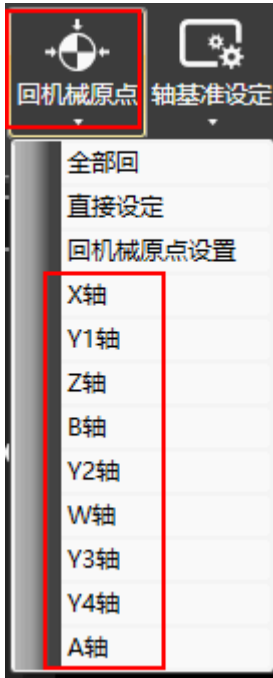 回机械原点 轴基准设定
全部回
直接设定
回机械原点设置
X轴
Y1轴
Z轴
B轴
Y2轴
W轴
Y3轴
Y4轴
A轴